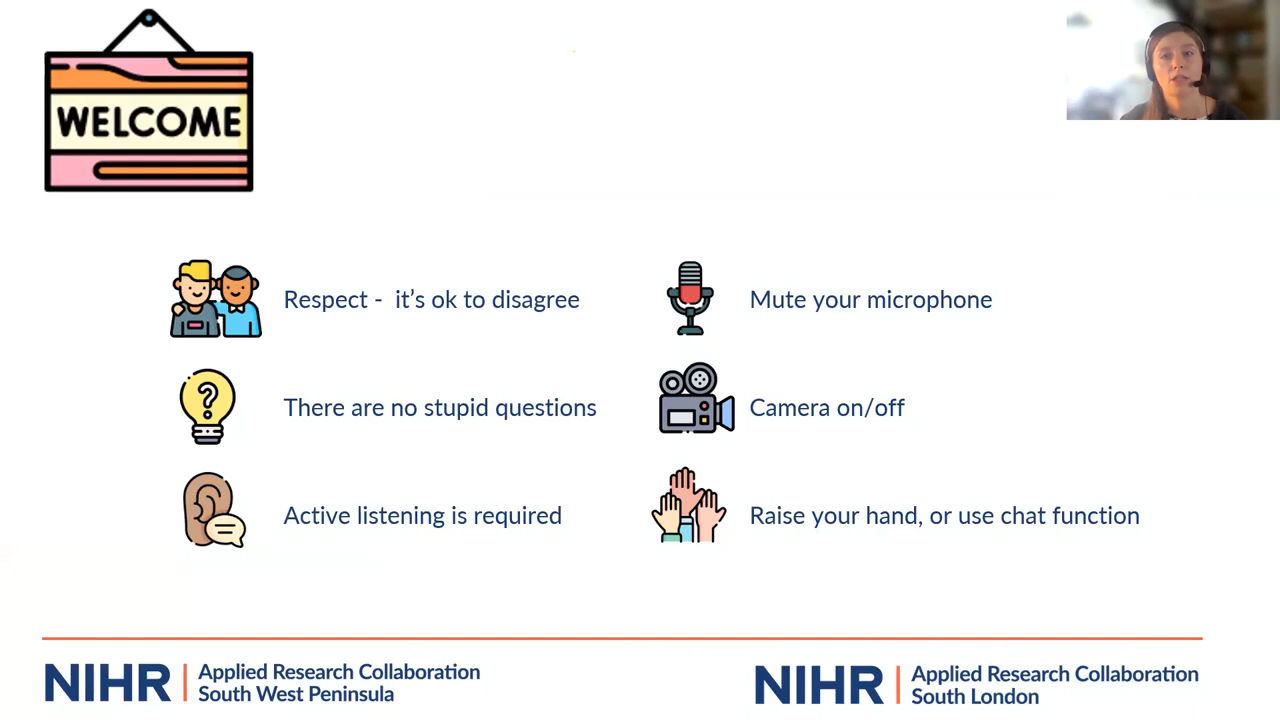 WELCOME
Respect -  it’s ok to disagree
Mute your microphone
There are no stupid questions
Camera on/off
Active listening is required
Raise your hand, or use chat function
NIHR | Applied Research Collaboration
South West Peninsula
NIHR | Applied Research Collaboration
South London